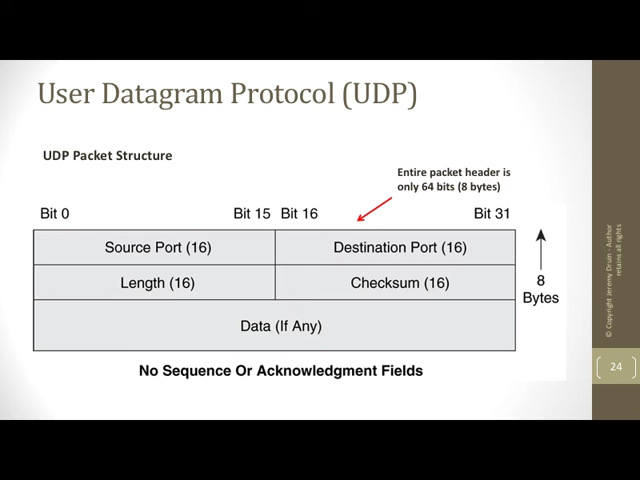 User Datagram Protocol (UDP)
UDP Packet Structure
Entire packet header is
only 64 bits (8 bytes)
Bit 0
Bit 15
Bit 16
Bit 31
Source Port (16)
Destination Port (16)
Length (16)
Checksum (16)
8
Bytes
Data (If Any)
No Sequence Or Acknowledgment Fields
© Copyright Jeremy Druin - Author
retains all rights
24